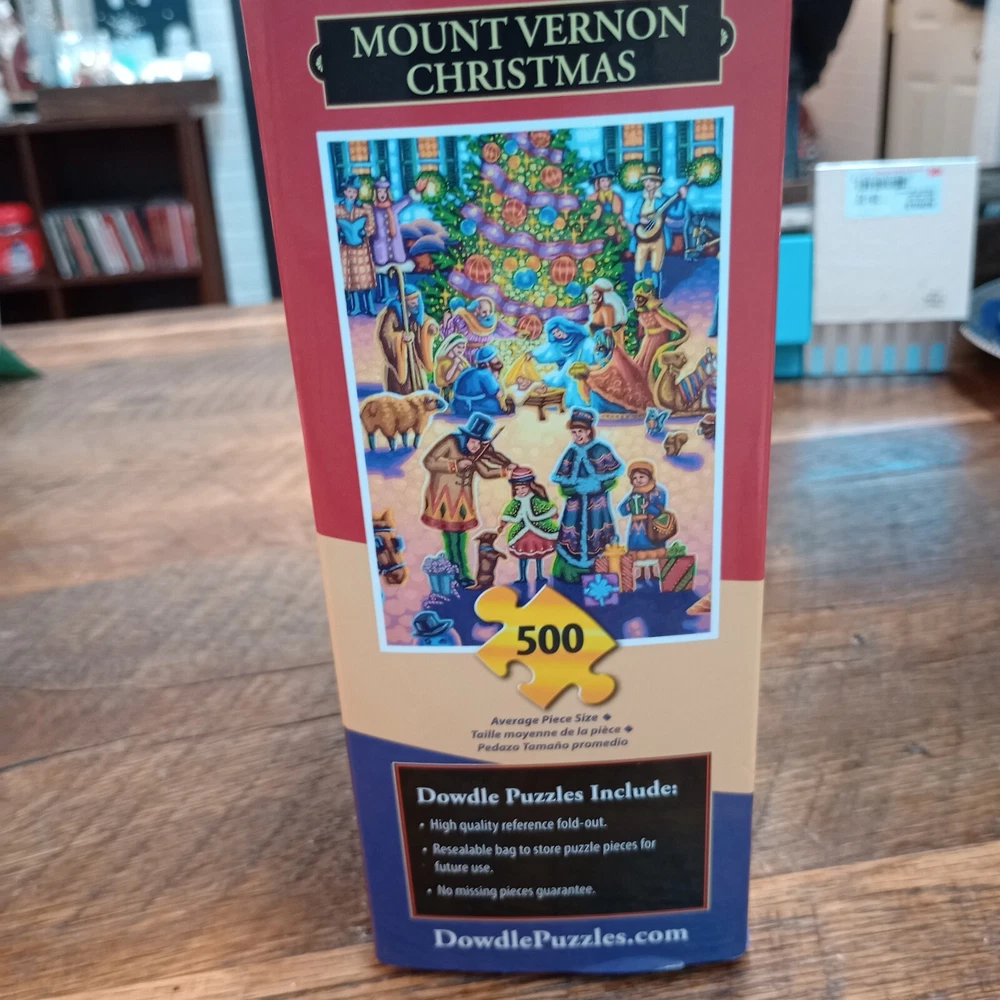 MOUNT VERNON
CHRISTMAS
500
Average Piece Size ◆
Taille moyenne de la pièce ◆
Pedazo Tamaño promedio
Dowdle Puzzles Include:
• High quality reference fold-out.
• Resealable bag to store puzzle pieces for
future use.
• No missing pieces guarantee.
DowdlePuzzles.com